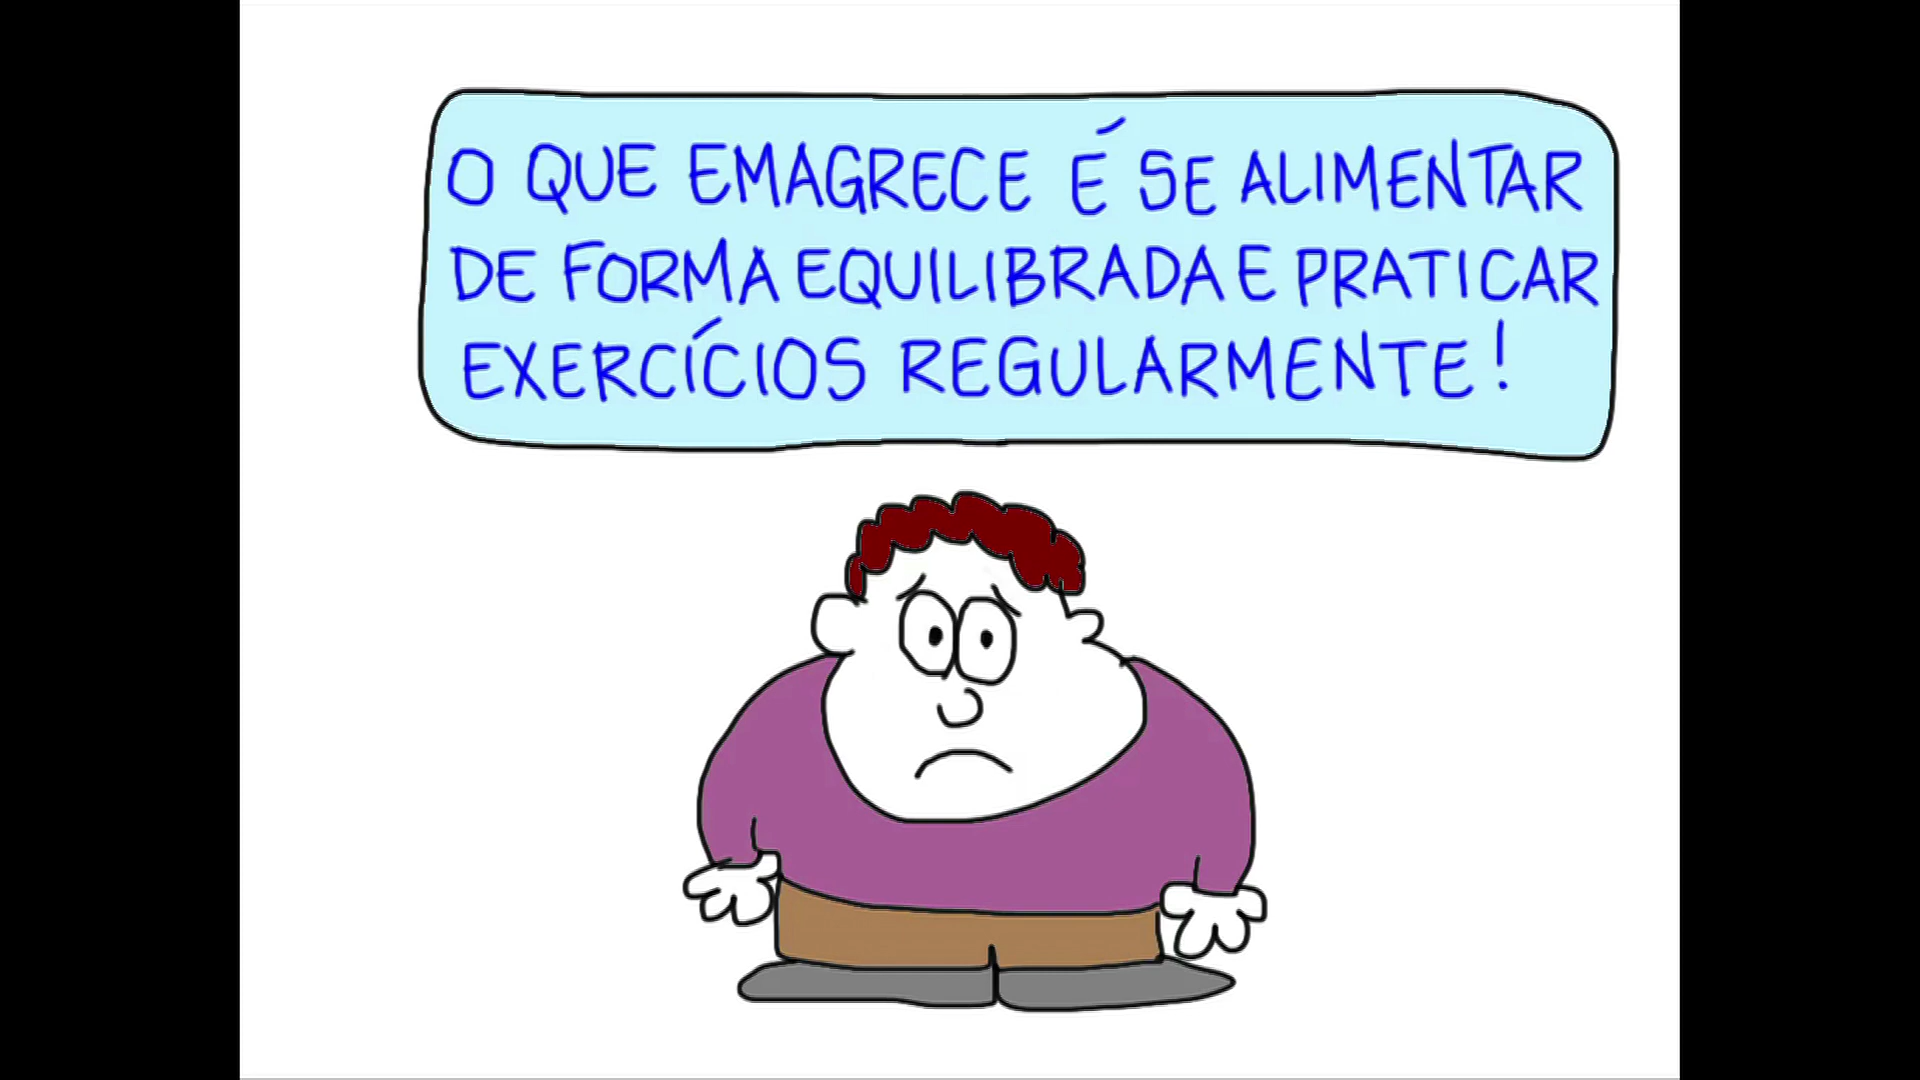 O QUE EMAGRECE É SE ALIMENTAR
DE FORMA EQUILIBRADA E PRATICAR
EXERCÍCIOS REGULARMENTE!